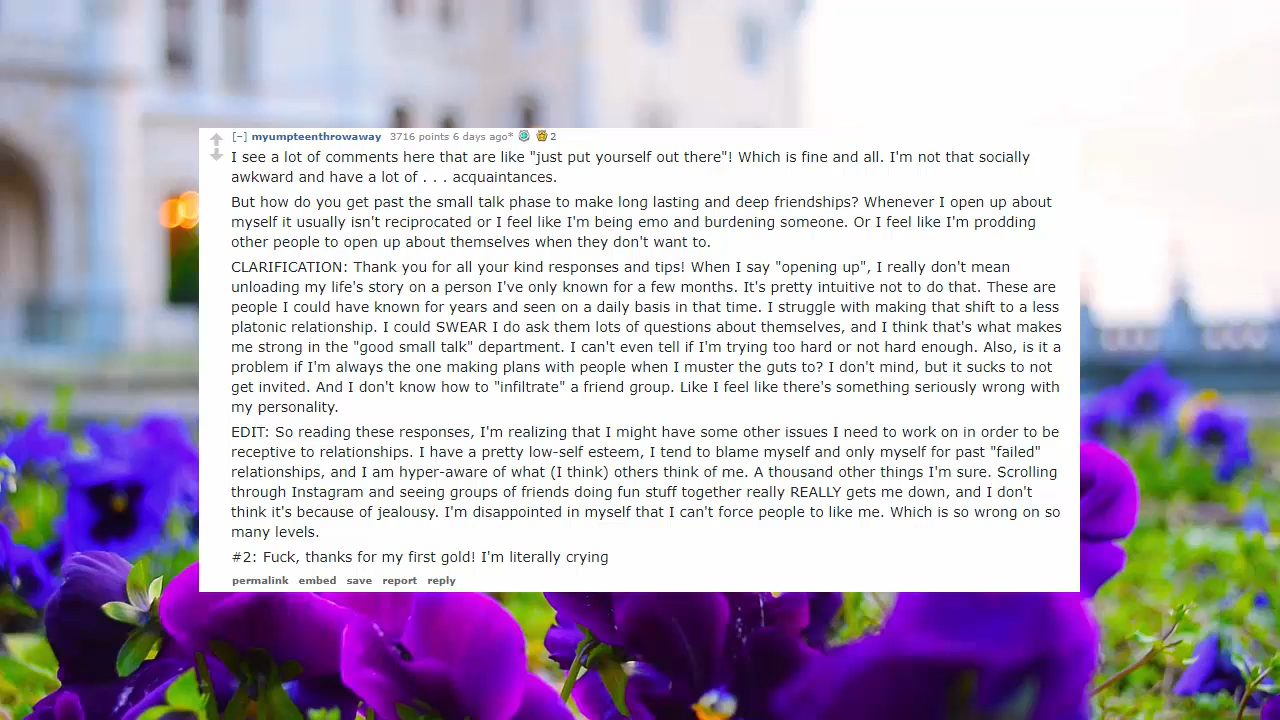 [–] myumpteenthrowaway 3716 points 6 days ago* 2
I see a lot of comments here that are like "just put yourself out there"! Which is fine and all. I'm not that socially
awkward and have a lot of . . . acquaintances.
But how do you get past the small talk phase to make long lasting and deep friendships? Whenever I open up about
myself it usually isn't reciprocated or I feel like I'm being emo and burdening someone. Or I feel like I'm prodding
other people to open up about themselves when they don't want to.
CLARIFICATION: Thank you for all your kind responses and tips! When I say "opening up", I really don't mean
unloading my life's story on a person I've only known for a few months. It's pretty intuitive not to do that. These are
people I could have known for years and seen on a daily basis in that time. I struggle with making that shift to a less
platonic relationship. I could SWEAR I do ask them lots of questions about themselves, and I think that's what makes
me strong in the "good small talk" department. I can't even tell if I'm trying too hard or not hard enough. Also, is it a
problem if I'm always the one making plans with people when I muster the guts to? I don't mind, but it sucks to not
get invited. And I don't know how to "infiltrate" a friend group. Like I feel like there's something seriously wrong with
my personality.
EDIT: So reading these responses, I'm realizing that I might have some other issues I need to work on in order to be
receptive to relationships. I have a pretty low-self esteem, I tend to blame myself and only myself for past "failed"
relationships, and I am hyper-aware of what (I think) others think of me. A thousand other things I'm sure. Scrolling
through Instagram and seeing groups of friends doing fun stuff together really REALLY gets me down, and I don't
think it's because of jealousy. I'm disappointed in myself that I can't force people to like me. Which is so wrong on so
many levels.
#2: Fuck, thanks for my first gold! I'm literally crying
permalink embed save report reply